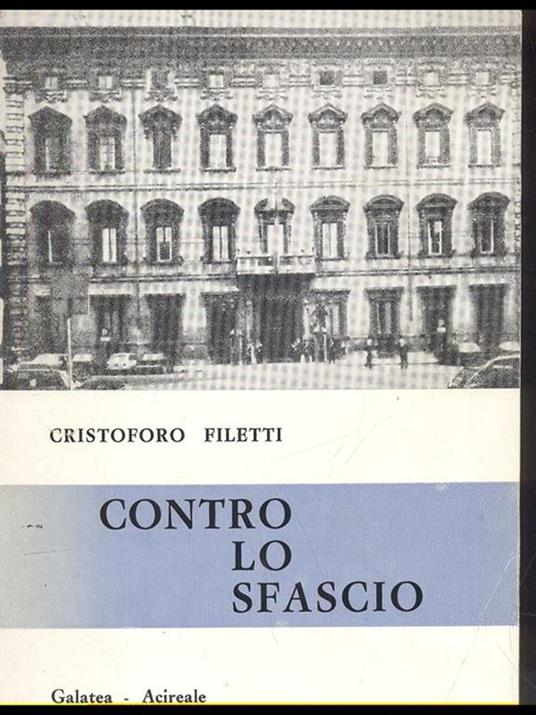 CRISTOFORO FILETTI
CONTRO
LO
SFASCIO
Galatea - Acireale